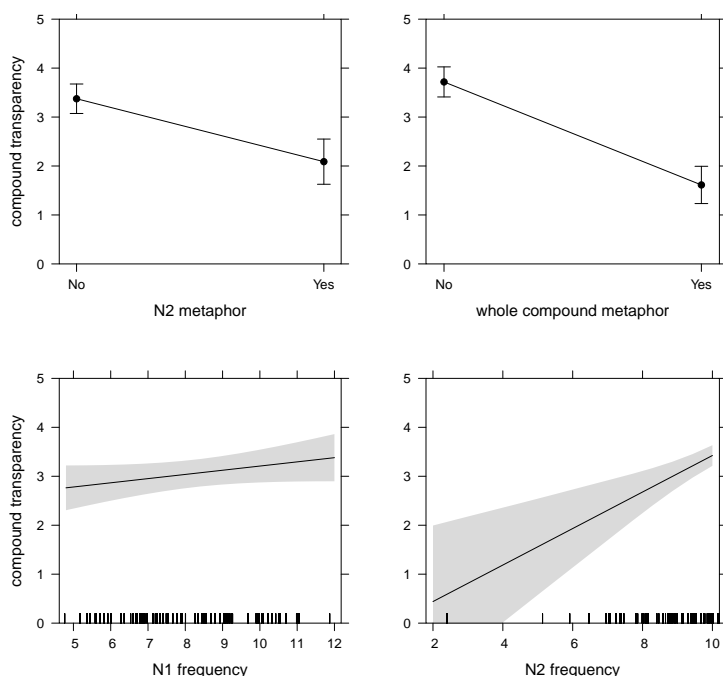 5
4
3
2
1
0
compound transparency
No
Yes
N2 metaphor
5
4
3
2
1
0
No
Yes
whole compound metaphor
5
4
3
2
1
0
compound transparency
5 6 7 8 9 10 11 12
N1 frequency
5
4
3
2
1
0
2 4 6 8 10
N2 frequency